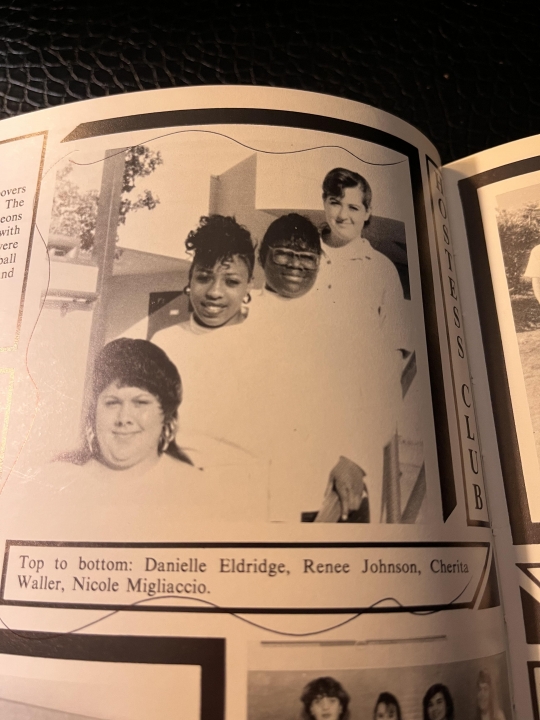 overs
The
eons
with
were
ball
nd
HOSTESS CLUB
Top to bottom: Danielle Eldridge, Renee Johnson, Cherita
Waller, Nicole Migliaccio.